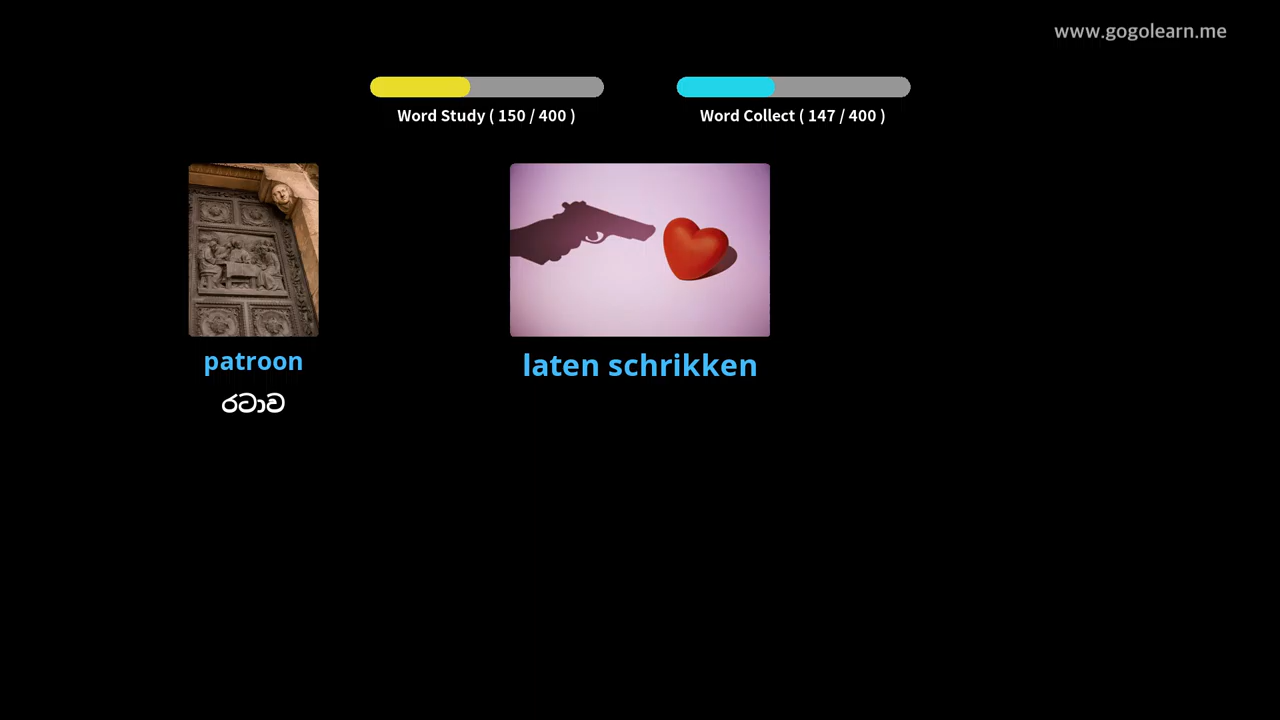 www.gogolearn.me
Word Study ( 150 / 400 )
Word Collect ( 147 / 400 )
patroon
රටාව
laten schrikken